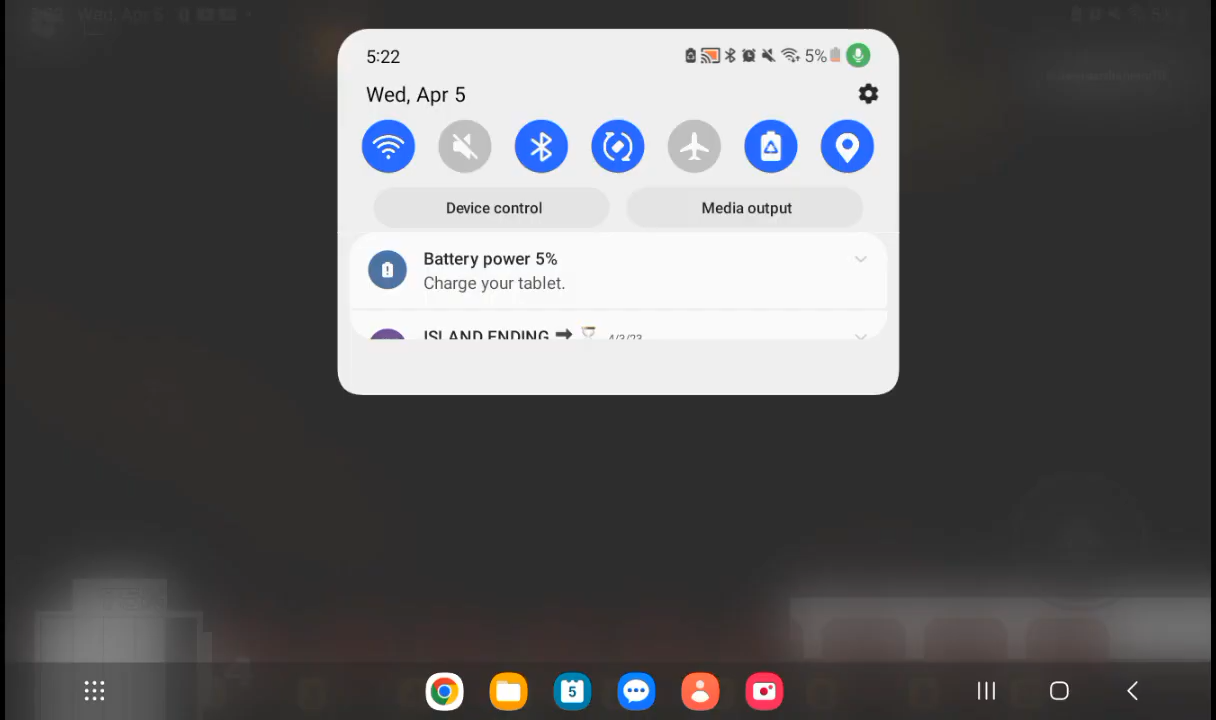 5:22
5%
Wed, Apr 5
Device control
Media output
Battery power 5%
Charge your tablet.
ISLAND ENDING ➡ ⏳ 4/3/23
5